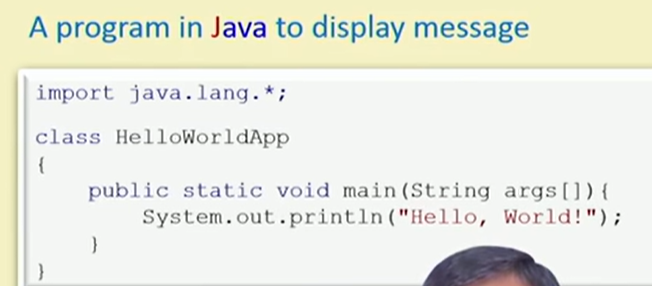 A program in Java to display message
import java.lang.*;
class HelloWorldApp
{
    public static void main(String args[]){
        System.out.println("Hello, World!");
    }
}